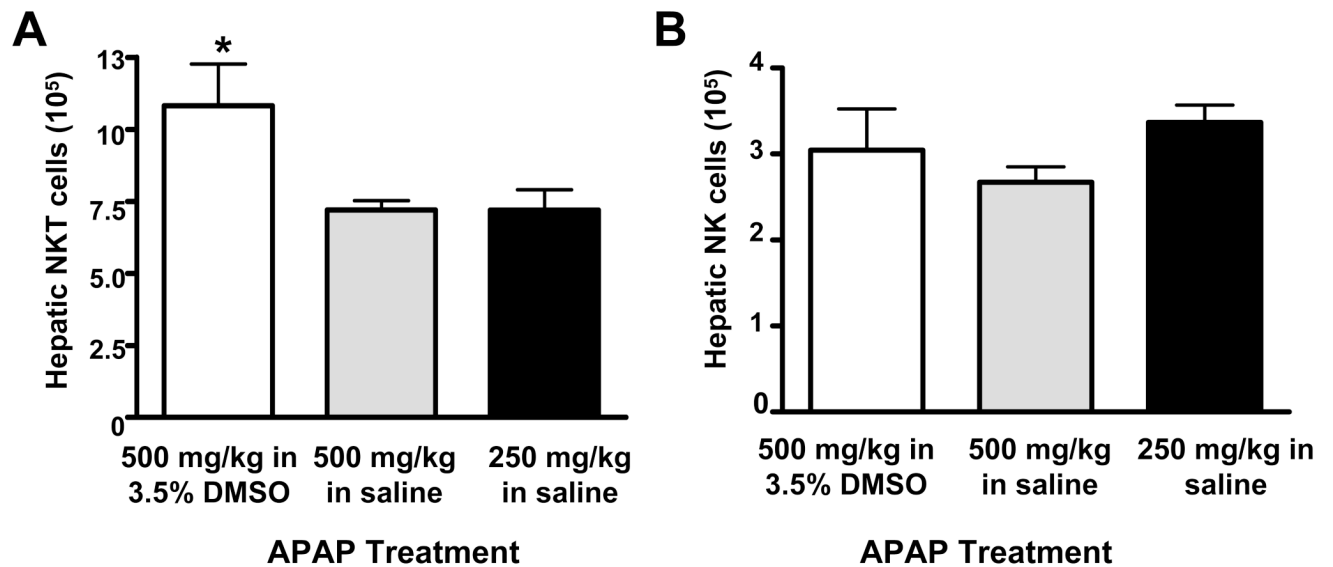 A
Hepatic NKT cells (10⁵)
13
10
7.5
5.0
2.5
0
*
500 mg/kg in
3.5% DMSO
500 mg/kg
in saline
250 mg/kg
in saline
APAP Treatment
B
Hepatic NK cells (10⁵)
4
3
2
1
0
500 mg/kg in
3.5% DMSO
500 mg/kg
in saline
250 mg/kg in
saline
APAP Treatment